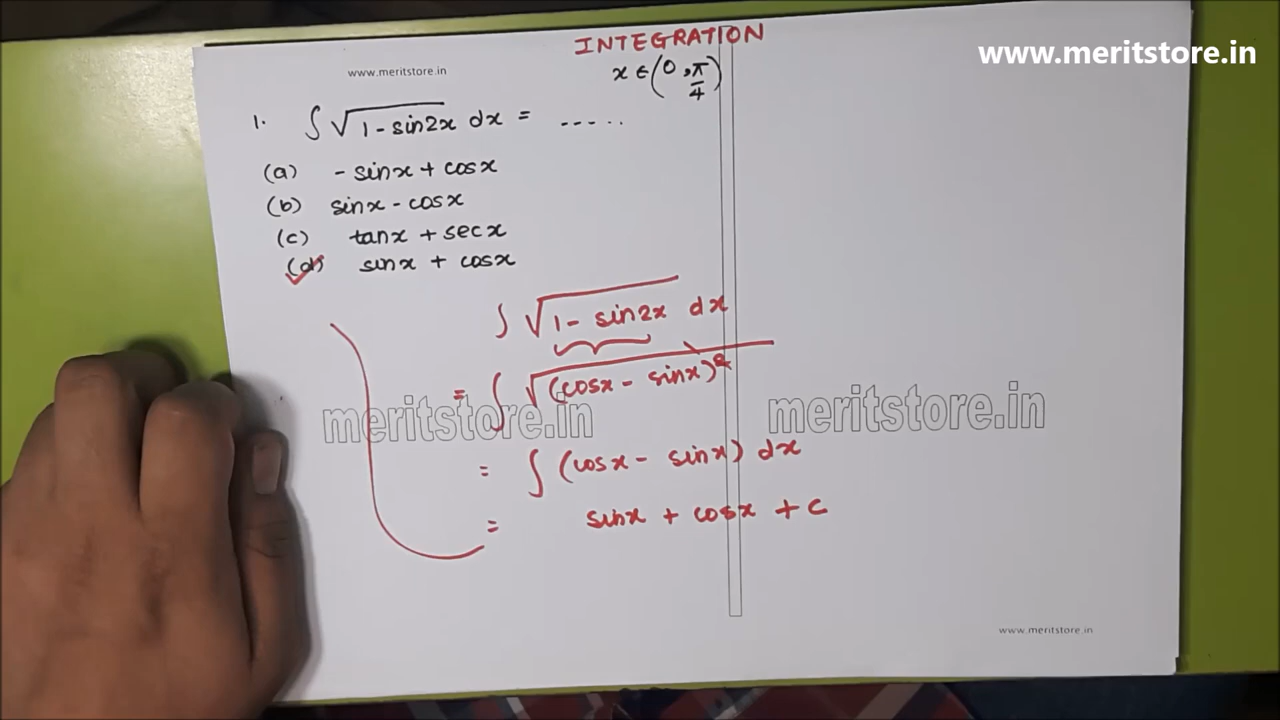 www.meritstore.in
INTEGRATION
www.meritstore.in
x ∈ (0, π/4)
1. ∫ √(1 - sin2x) dx = -----
(a) - sinx + cosx
(b) sinx - cosx
(c) tanx + secx
(d) sinx + cosx
∫ √(1 - sin2x) dx
= ∫ √((cosx - sinx)²)
meritstore.in meritstore.in
= ∫ (cosx - sinx) dx
= sinx + cosx + c
www.meritstore.in